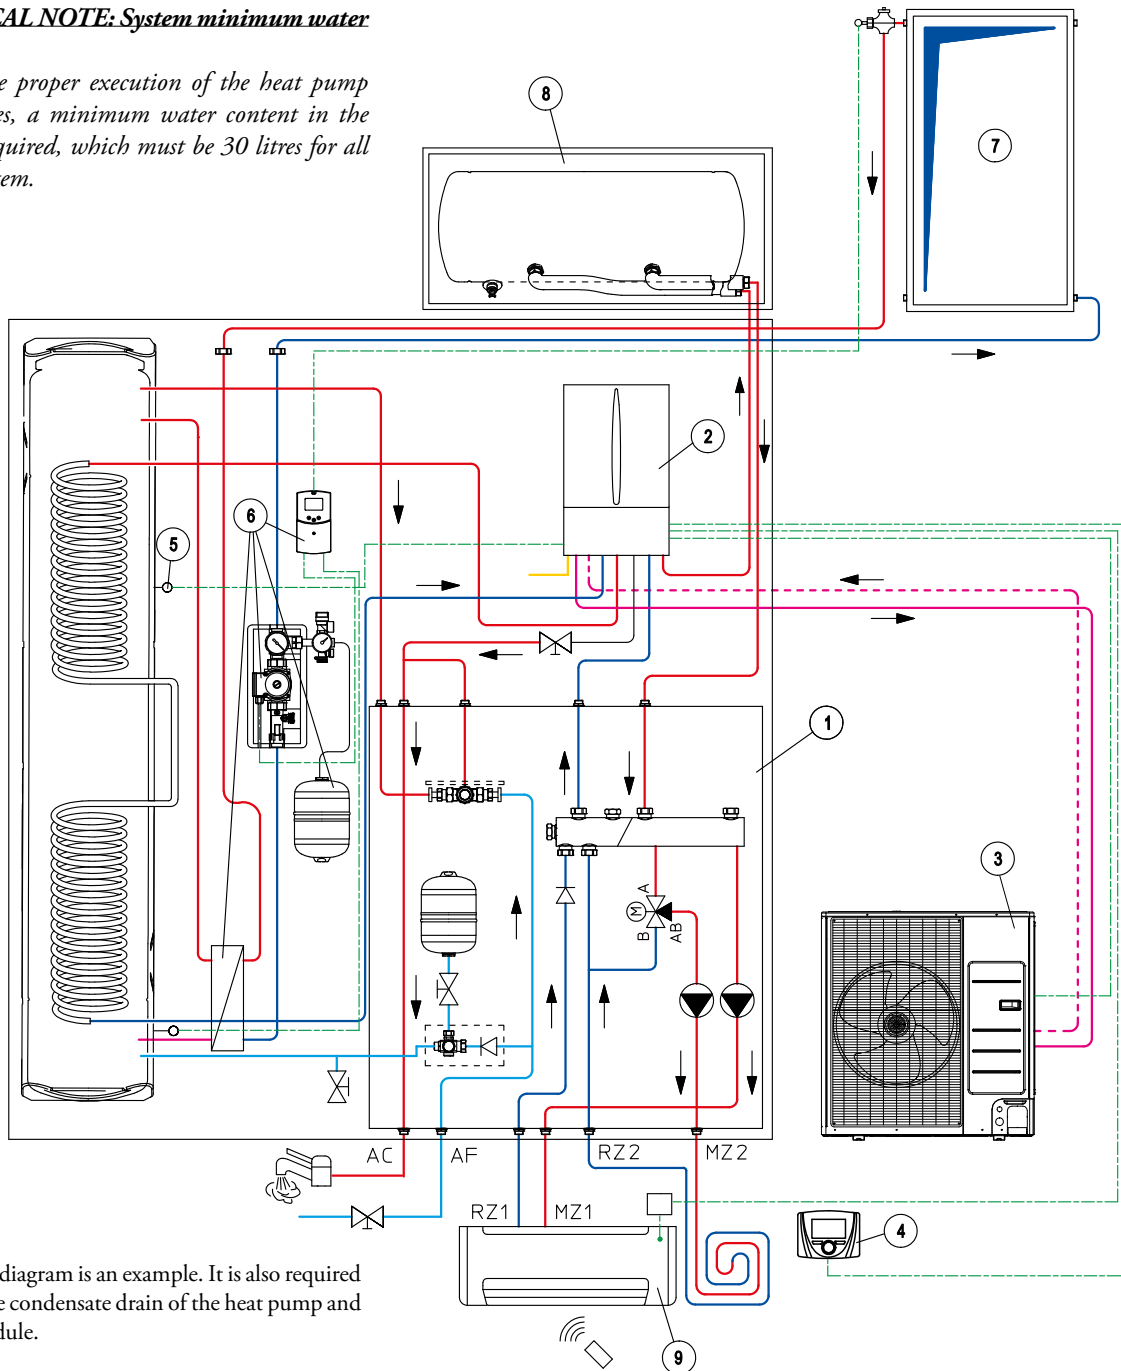 CAL NOTE: System minimum water
e proper execution of the heat pump
es, a minimum water content in the
quired, which must be 30 litres for all
tem.
8
7
2
5
6
1
3
A
M
B
AB
AC
AF
RZ2
MZ2
RZ1
MZ1
4
9
diagram is an example. It is also required
e condensate drain of the heat pump and
dule.